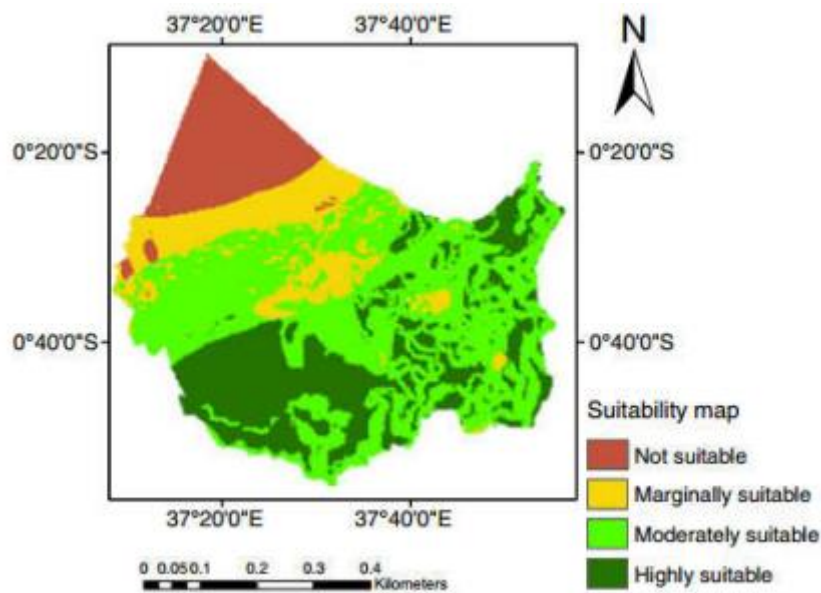 37°20'0"E 37°40'0"E
N
0°20'0"S 0°20'0"S
0°40'0"S 0°40'0"S
37°20'0"E 37°40'0"E
Suitability map
Not suitable
Marginally suitable
Moderately suitable
Highly suitable
0 0.05 0.1 0.2 0.3 0.4
Kilometers